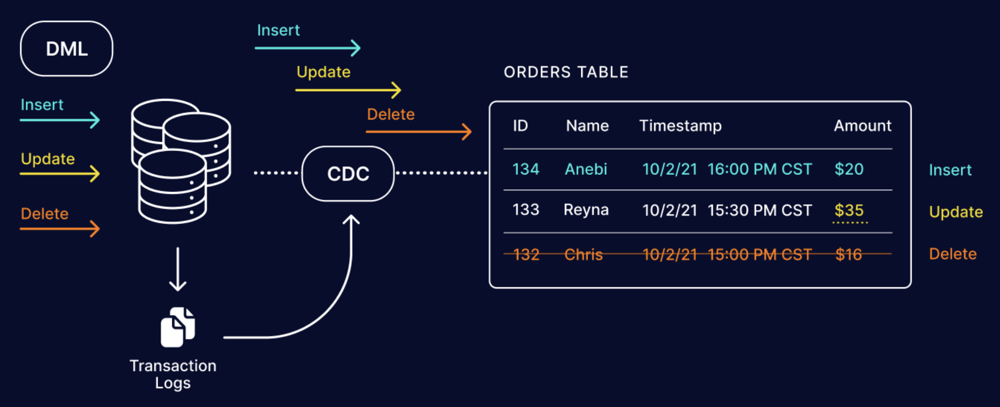 DML
Insert
Update
Delete
Transaction
Logs
Insert
Update
Delete
CDC
ORDERS TABLE
ID Name Timestamp Amount
134 Anebi 10/2/21 16:00 PM CST $20 Insert
133 Reyna 10/2/21 15:30 PM CST $35 Update
132 Chris 10/2/21 15:00 PM CST $16 Delete